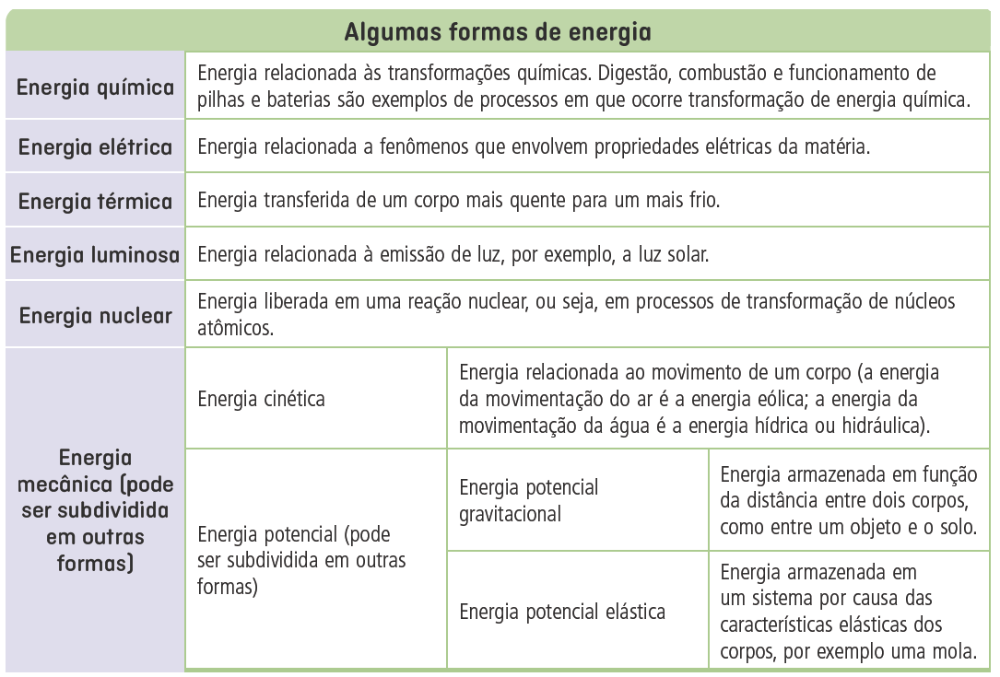 Algumas formas de energia
Energia química
Energia relacionada às transformações químicas. Digestão, combustão e funcionamento de
pilhas e baterias são exemplos de processos em que ocorre transformação de energia química.
Energia elétrica
Energia relacionada a fenômenos que envolvem propriedades elétricas da matéria.
Energia térmica
Energia transferida de um corpo mais quente para um mais frio.
Energia luminosa
Energia relacionada à emissão de luz, por exemplo, a luz solar.
Energia nuclear
Energia liberada em uma reação nuclear, ou seja, em processos de transformação de núcleos
atômicos.
Energia
mecânica (pode
ser subdividida
em outras
formas)
Energia cinética
Energia relacionada ao movimento de um corpo (a energia
da movimentação do ar é a energia eólica; a energia da
movimentação da água é a energia hídrica ou hidráulica).
Energia potencial (pode
ser subdividida em outras
formas)
Energia potencial
gravitacional
Energia armazenada em função
da distância entre dois corpos,
como entre um objeto e o solo.
Energia potencial elástica
Energia armazenada em
um sistema por causa das
características elásticas dos
corpos, por exemplo uma mola.